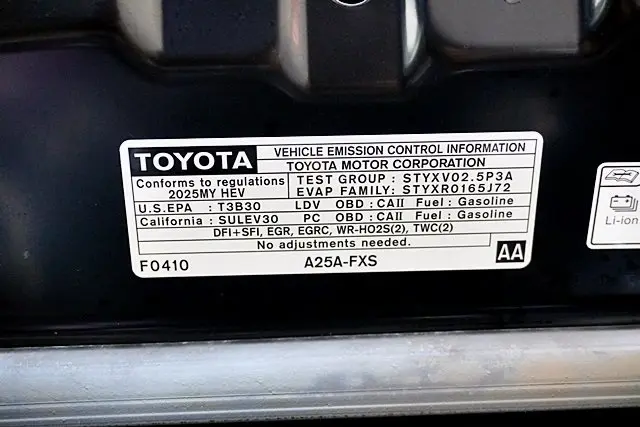 TOYOTA
VEHICLE EMISSION CONTROL INFORMATION
TOYOTA MOTOR CORPORATION
Conforms to regulations
2025MY HEV
TEST GROUP : STYXV02.5P3A
EVAP FAMILY: STYXR0165J72
U.S.EPA : T3B30 LDV OBD : CAII Fuel : Gasoline
California : SULEV30 PC OBD : CAII Fuel : Gasoline
DFI+SFI, EGR, EGRC, WR-HO2S(2), TWC(2)
No adjustments needed.
F0410 A25A-FXS AA
Li-ion